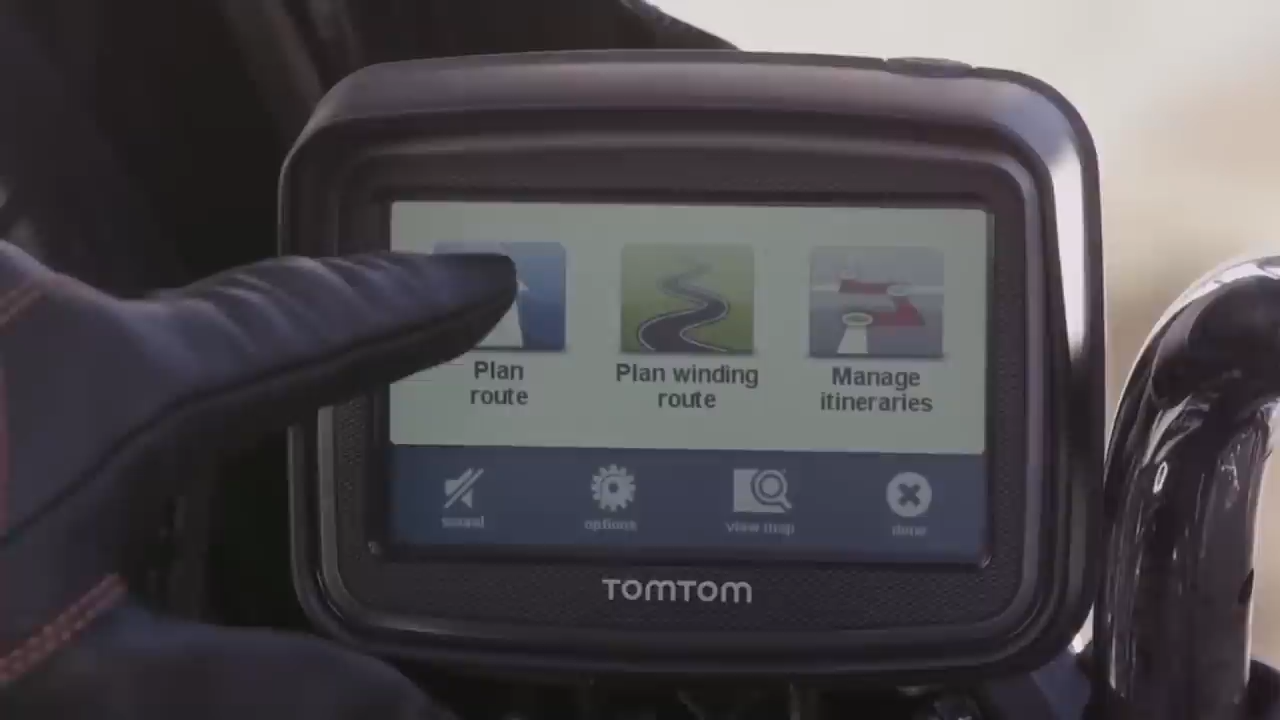 Plan
route
Plan winding
route
Manage
itineraries
sound
options
view map
done
TOMTOM